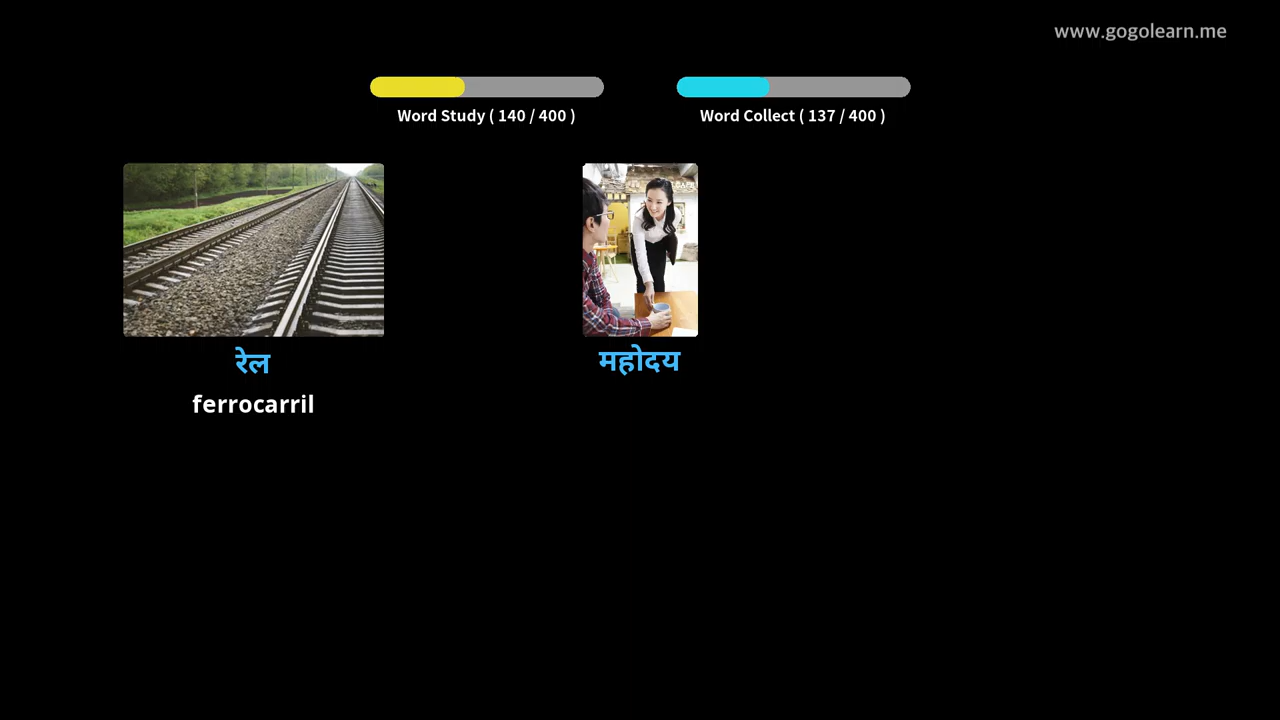 www.gogolearn.me
Word Study ( 140 / 400 )
Word Collect ( 137 / 400 )
रेल
ferrocarril
महोदय